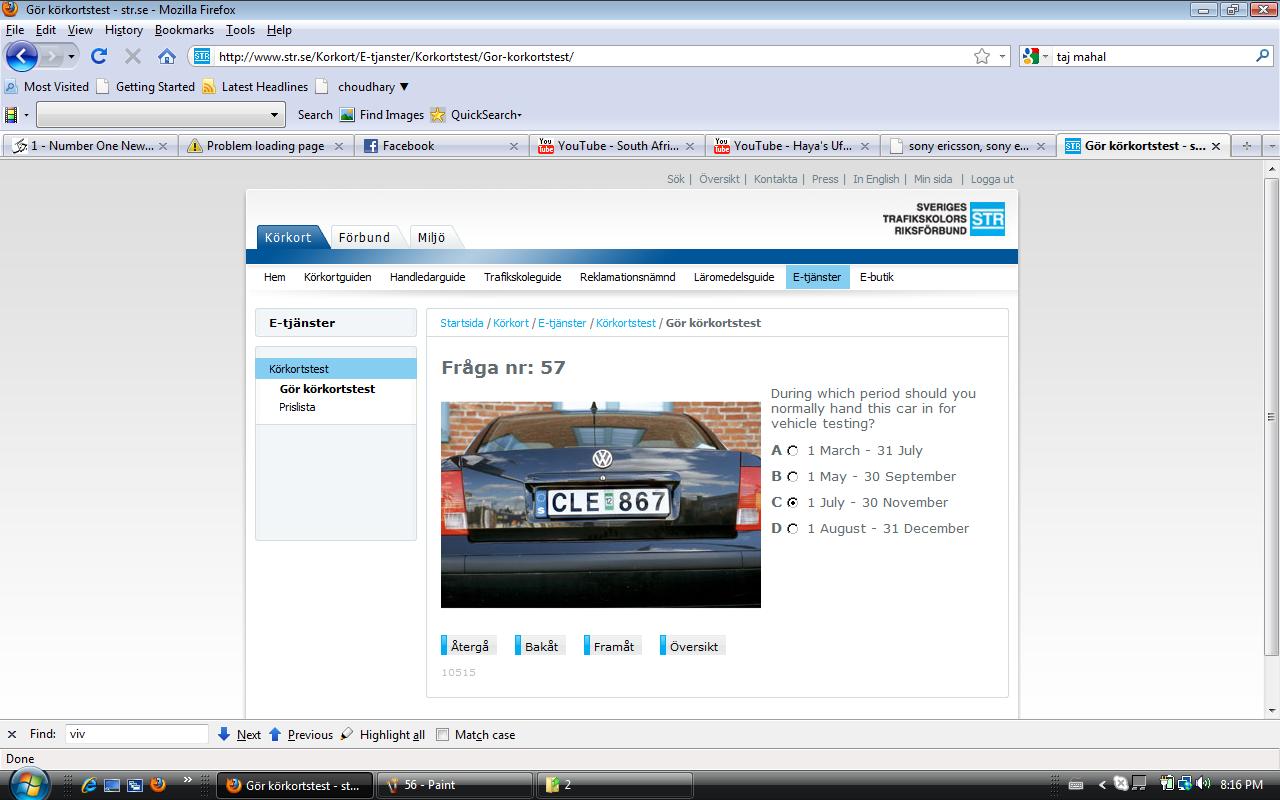 Gör körkortstest - str.se - Mozilla Firefox
File Edit View History Bookmarks Tools Help
STR http://www.str.se/Korkort/E-tjanster/Korkortstest/Gor-korkortstest/ taj mahal
Most Visited Getting Started Latest Headlines choudhary
Search Find Images QuickSearch
1 - Number One New... Problem loading page Facebook YouTube - South Afri... YouTube - Haya's Uf... sony ericsson, sony e... Gör körkortstest - s...
Sök | Översikt | Kontakta | Press | In English | Min sida | Logga ut
SVERIGES
TRAFIKSKOLORS
RIKSFÖRBUND
STR
Körkort Förbund Miljö
Hem Körkortguiden Handledarguide Trafikskoleguide Reklamationsnämnd Läromedelsguide E-tjänster E-butik
E-tjänster
Körkortstest
Gör körkortstest
Prislista
Startsida / Körkort / E-tjänster / Körkortstest / Gör körkortstest
Fråga nr: 57
CLE 867
S
During which period should you
normally hand this car in for
vehicle testing?
A 1 March - 31 July
B 1 May - 30 September
C 1 July - 30 November
D 1 August - 31 December
Återgå Bakåt Framåt Översikt
10515
Find: viv Next Previous Highlight all Match case
Done
Gör körkortstest - st... 56 - Paint 2 8:16 PM